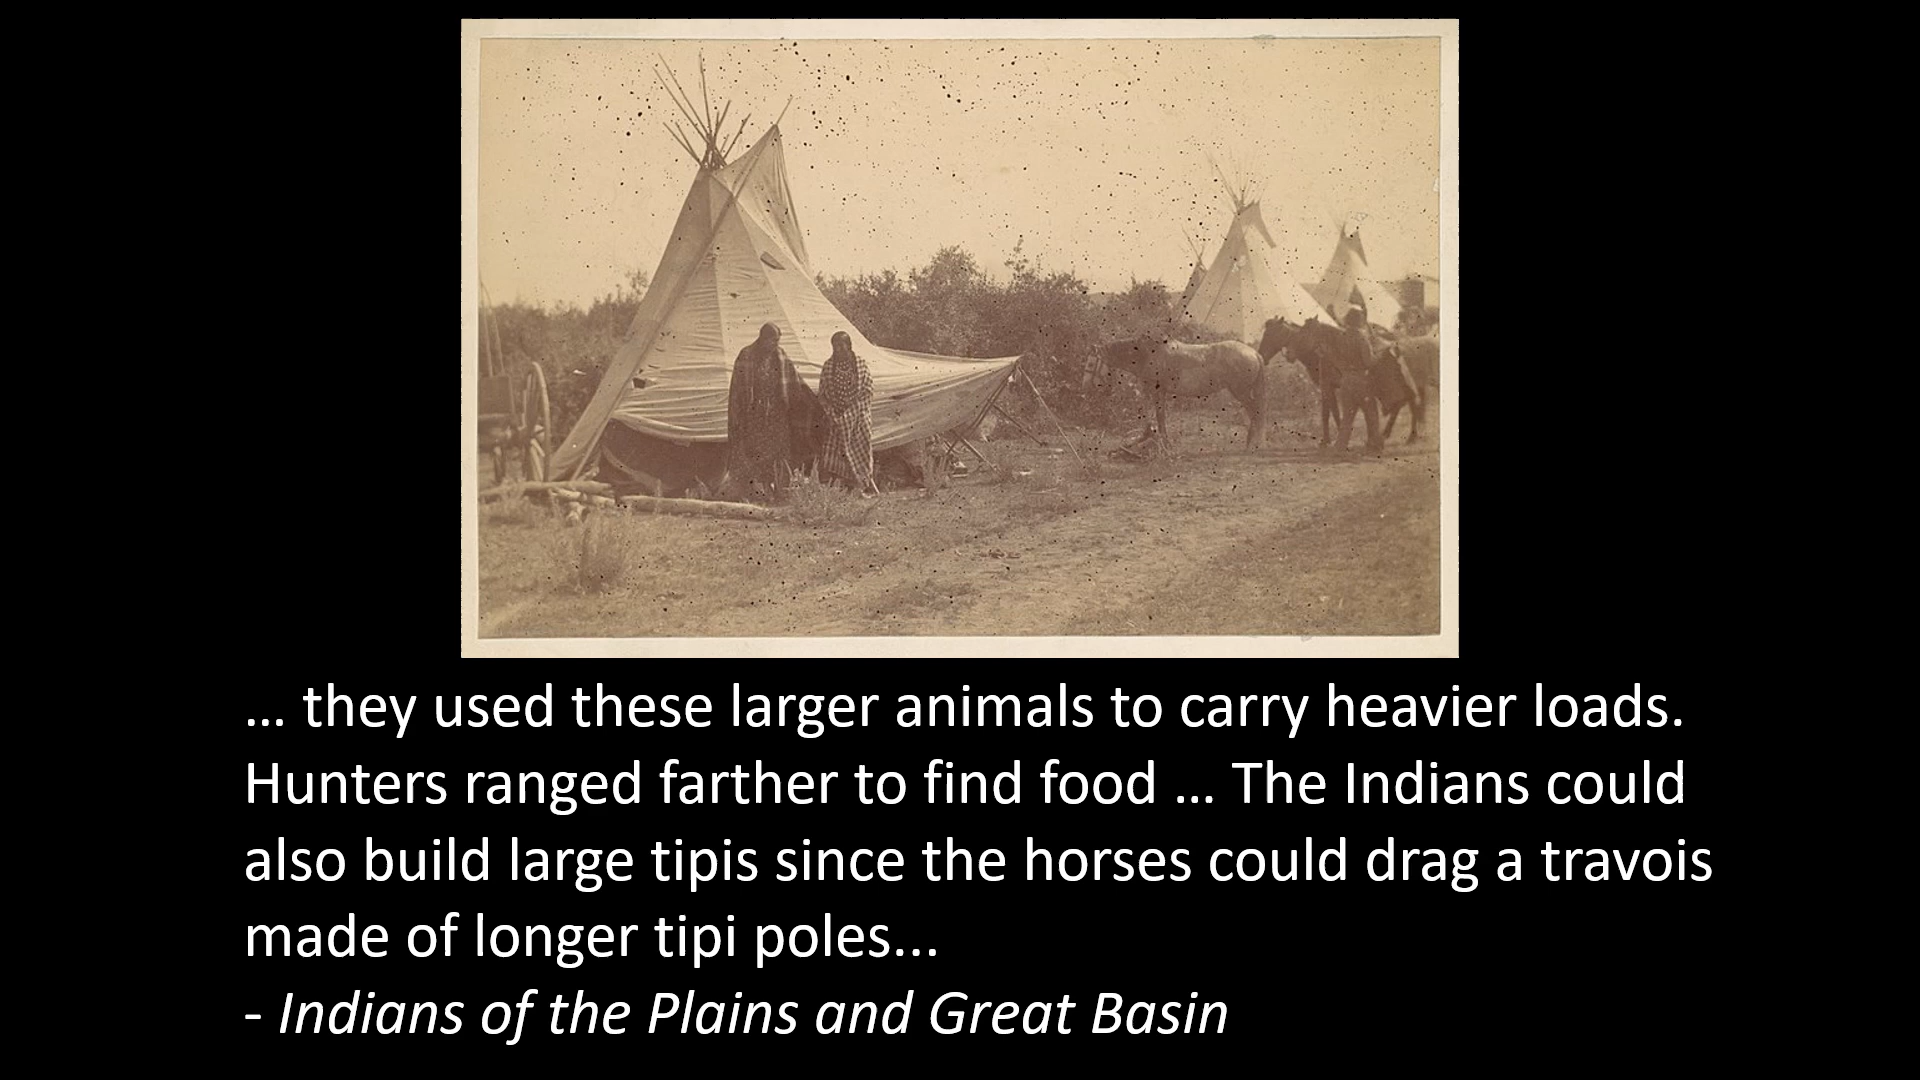 ... they used these larger animals to carry heavier loads.
Hunters ranged farther to find food ... The Indians could
also build large tipis since the horses could drag a travois
made of longer tipi poles...
- Indians of the Plains and Great Basin